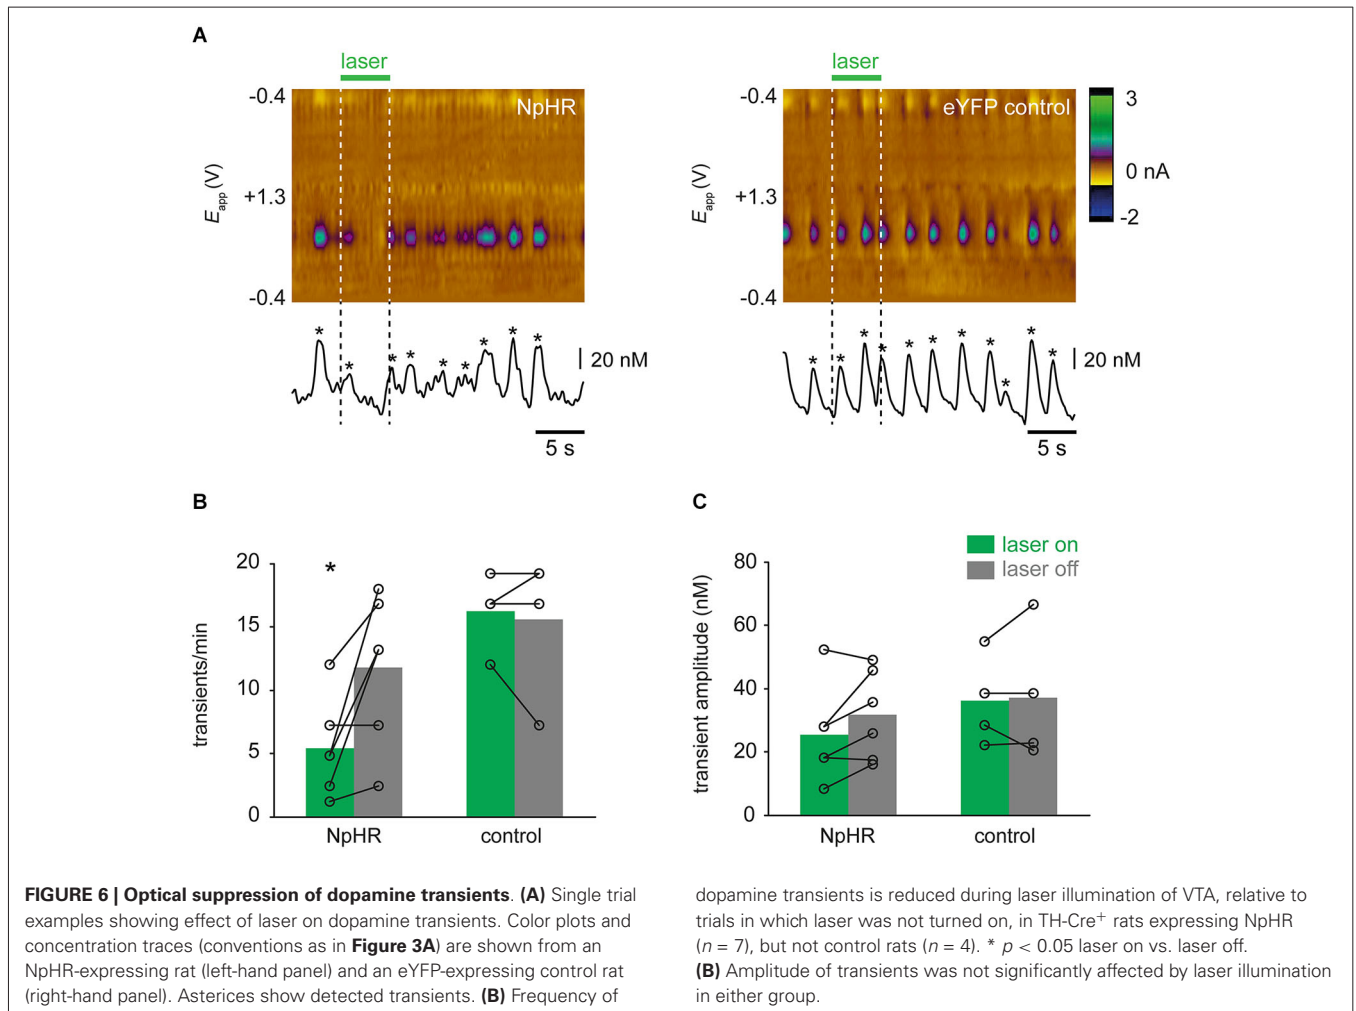 A
laser
laser
-0.4
NpHR
-0.4
eYFP control
3
E_app (V)
+1.3
E_app (V)
+1.3
0 nA
-2
-0.4
-0.4
* * * * * * * * *
20 nM
* * * * * * * * * * *
20 nM
5 s
5 s
B
C
transients/min
20
15
10
5
0
*
NpHR
control
laser on
laser off
transient amplitude (nM)
80
60
40
20
0
NpHR
control
FIGURE 6 | Optical suppression of dopamine transients. (A) Single trial
examples showing effect of laser on dopamine transients. Color plots and
concentration traces (conventions as in Figure 3A) are shown from an
NpHR-expressing rat (left-hand panel) and an eYFP-expressing control rat
(right-hand panel). Asterices show detected transients. (B) Frequency of
dopamine transients is reduced during laser illumination of VTA, relative to
trials in which laser was not turned on, in TH-Cre⁺ rats expressing NpHR
(n = 7), but not control rats (n = 4). * p < 0.05 laser on vs. laser off.
(B) Amplitude of transients was not significantly affected by laser illumination
in either group.